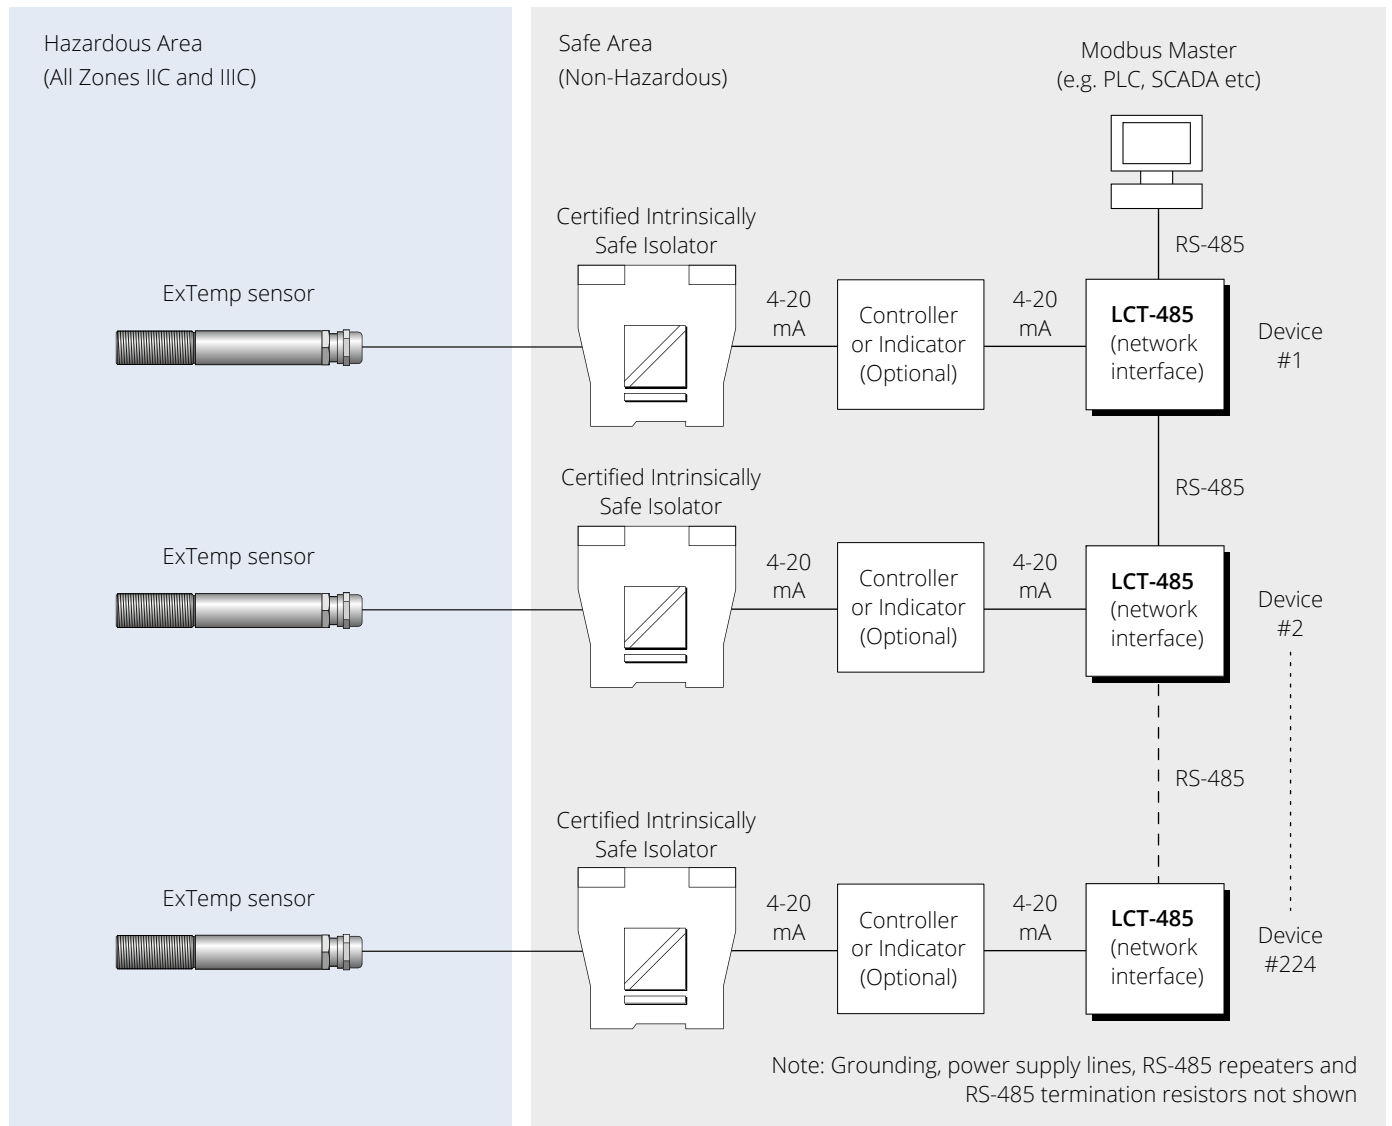 Hazardous Area
(All Zones IIC and IIIC)
Safe Area
(Non-Hazardous)
Modbus Master
(e.g. PLC, SCADA etc)
RS-485
ExTemp sensor
Certified Intrinsically
Safe Isolator
4-20
mA
Controller
or Indicator
(Optional)
4-20
mA
LCT-485
(network
interface)
Device
#1
RS-485
ExTemp sensor
Certified Intrinsically
Safe Isolator
4-20
mA
Controller
or Indicator
(Optional)
4-20
mA
LCT-485
(network
interface)
Device
#2
RS-485
ExTemp sensor
Certified Intrinsically
Safe Isolator
4-20
mA
Controller
or Indicator
(Optional)
4-20
mA
LCT-485
(network
interface)
Device
#224
Note: Grounding, power supply lines, RS-485 repeaters and
RS-485 termination resistors not shown